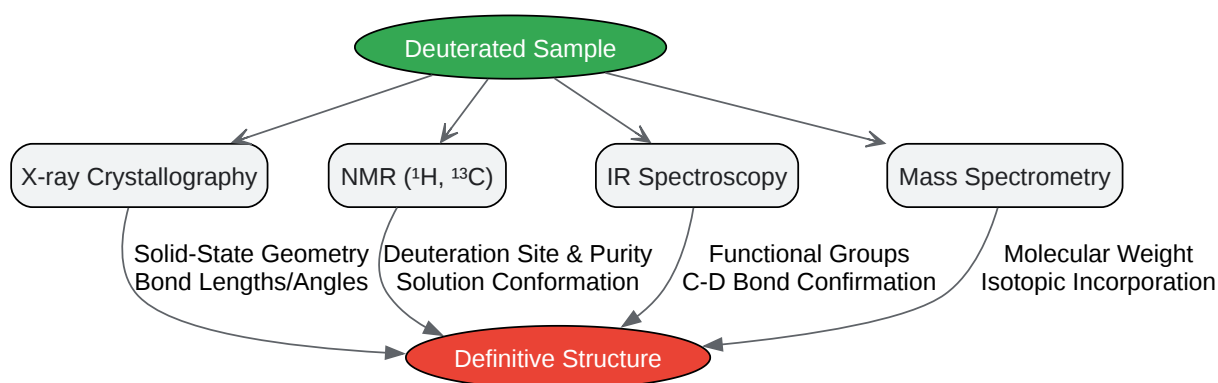 Deuterated Sample
X-ray Crystallography
NMR (¹H, ¹³C)
IR Spectroscopy
Mass Spectrometry
Solid-State Geometry
Bond Lengths/Angles
Deuteration Site & Purity
Solution Conformation
Functional Groups
C-D Bond Confirmation
Molecular Weight
Isotopic Incorporation
Definitive Structure